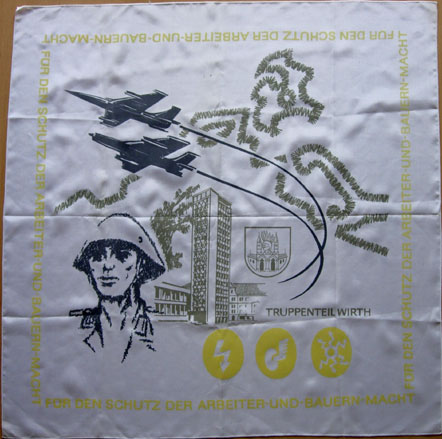 FÜR DEN SCHUTZ DER ARBEITER-UND-BAUERN-MACHT
FÜR DEN SCHUTZ DER ARBEITER-UND BAUERN-MACHT
FÜR DEN SCHUTZ DER ARBEITER-UND-BAUERN-MACHT
TRUPPENTEIL WIRTH
FÜR DEN SCHUTZ DER ARBEITER-UND-BAUERN-MACHT